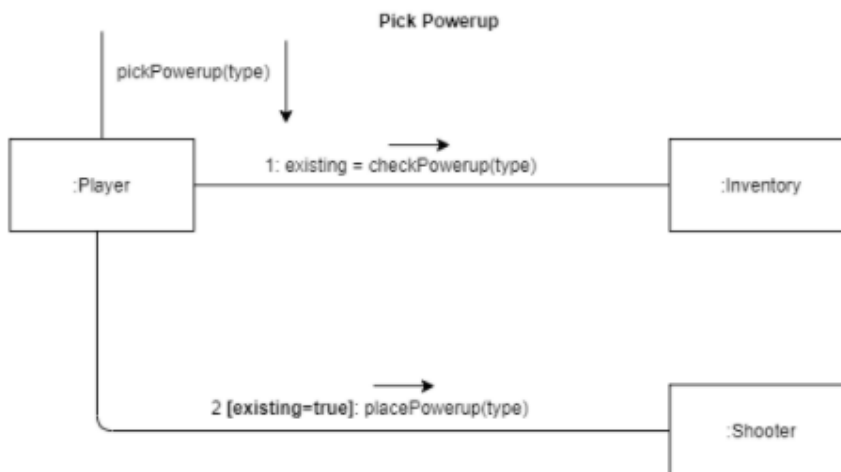 Pick Powerup
pickPowerup(type)
1: existing = checkPowerup(type)
:Player
:Inventory
2 [existing=true]: placePowerup(type)
:Shooter